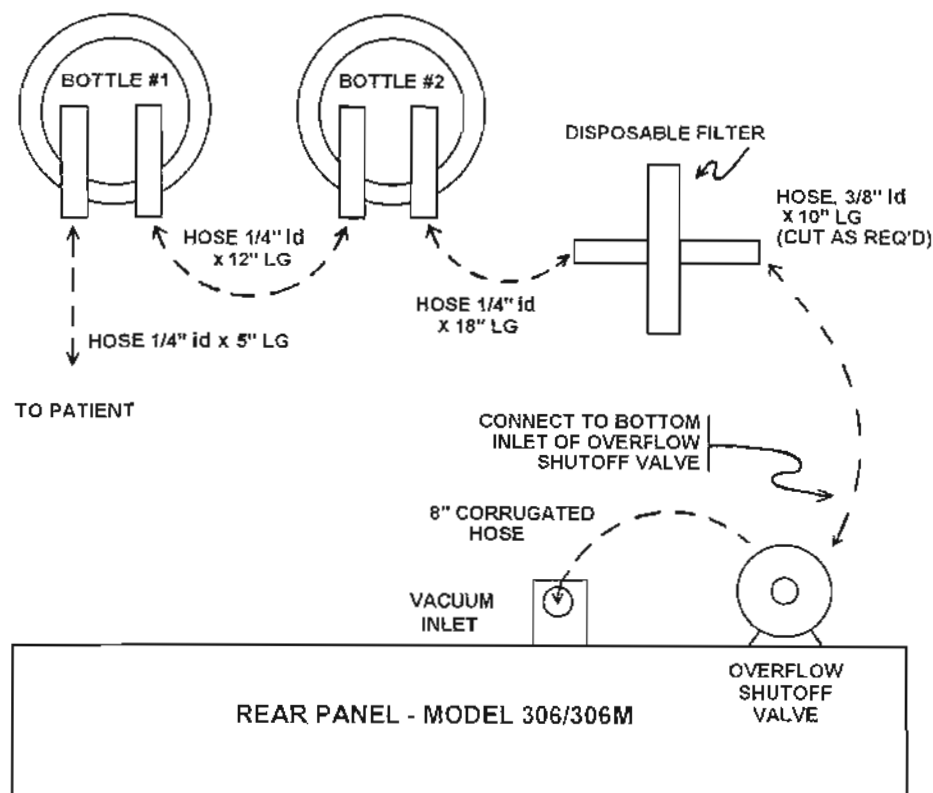 BOTTLE #1
BOTTLE #2
DISPOSABLE FILTER
HOSE, 3/8" id
X 10" LG
(CUT AS REQ'D)
HOSE 1/4" id
X 12" LG
HOSE 1/4" id
X 18" LG
HOSE 1/4" id x 5" LG
TO PATIENT
CONNECT TO BOTTOM
INLET OF OVERFLOW
SHUTOFF VALVE
8" CORRUGATED
HOSE
VACUUM
INLET
OVERFLOW
SHUTOFF
VALVE
REAR PANEL - MODEL 306/306M